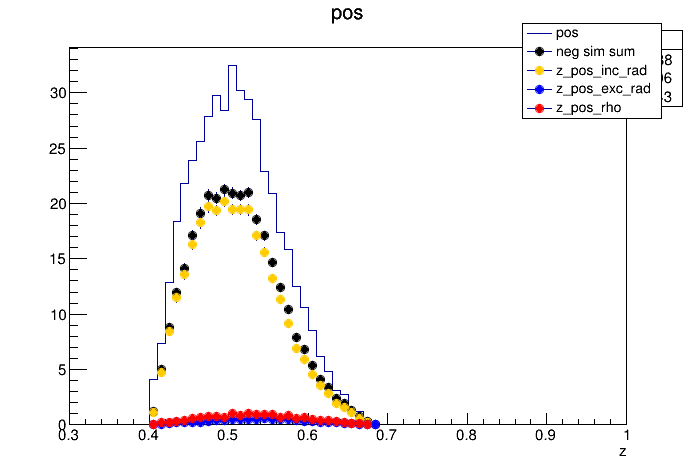 pos
pos
neg sim sum
z_pos_inc_rad
z_pos_exc_rad
z_pos_rho
30
25
20
15
10
5
0
0.3 0.4 0.5 0.6 0.7 0.8 0.9 1
z